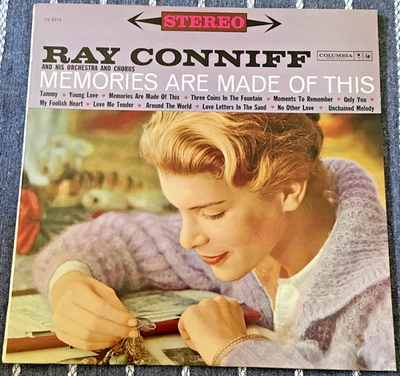 CS 8374
STEREO
RAY CONNIFF
COLUMBIA
AND HIS ORCHESTRA AND CHORUS
MEMORIES ARE MADE OF THIS
Tammy • Young Love • Memories Are Made Of This • Three Coins In The Fountain • Moments To Remember • Only You •
My Foolish Heart • Love Me Tender • Around The World • Love Letters In The Sand • No Other Love • Unchained Melody